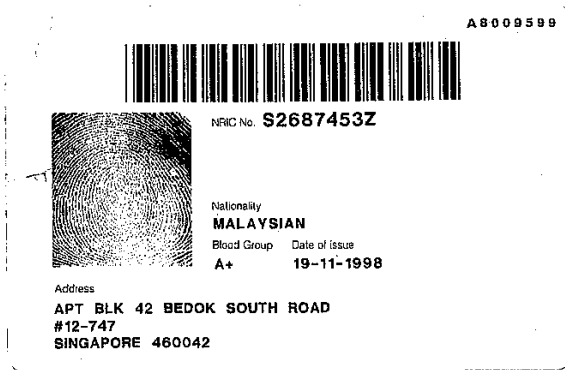 A8009599
NRIC No. S2687453Z
Nationality
MALAYSIAN
Blood Group Date of issue
A+ 19-11-1998
Address
APT BLK 42 BEDOK SOUTH ROAD
#12-747
SINGAPORE 460042